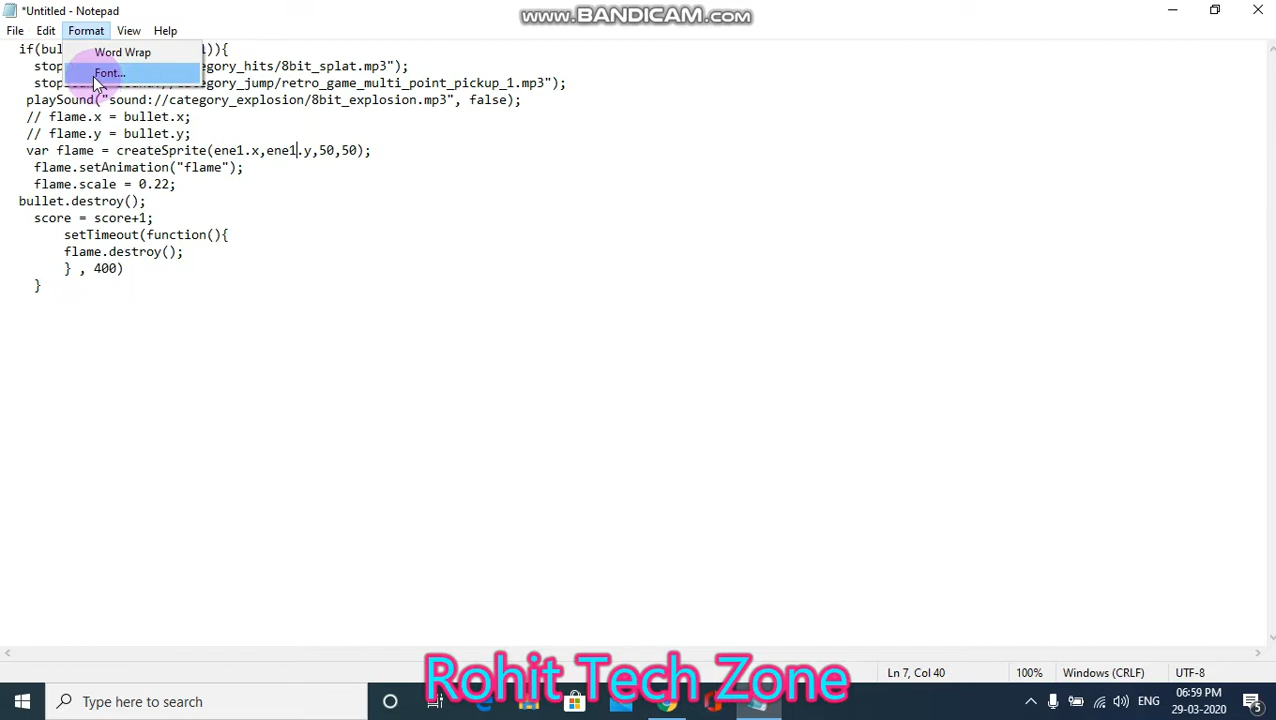 *Untitled - Notepad
www.BANDICAM.com
File Edit Format View Help
Word Wrap
Font...
if(bul )){
stop egory_hits/8bit_splat.mp3");
stop category_jump/retro_game_multi_point_pickup_1.mp3");
playSound("sound://category_explosion/8bit_explosion.mp3", false);
// flame.x = bullet.x;
// flame.y = bullet.y;
var flame = createSprite(ene1.x,ene1.y,50,50);
flame.setAnimation("flame");
flame.scale = 0.22;
bullet.destroy();
score = score+1;
setTimeout(function(){
flame.destroy();
} , 400)
}
Rohit Tech Zone
Ln 7, Col 40 100% Windows (CRLF) UTF-8
Type here to search
ENG
06:59 PM
29-03-2020
5